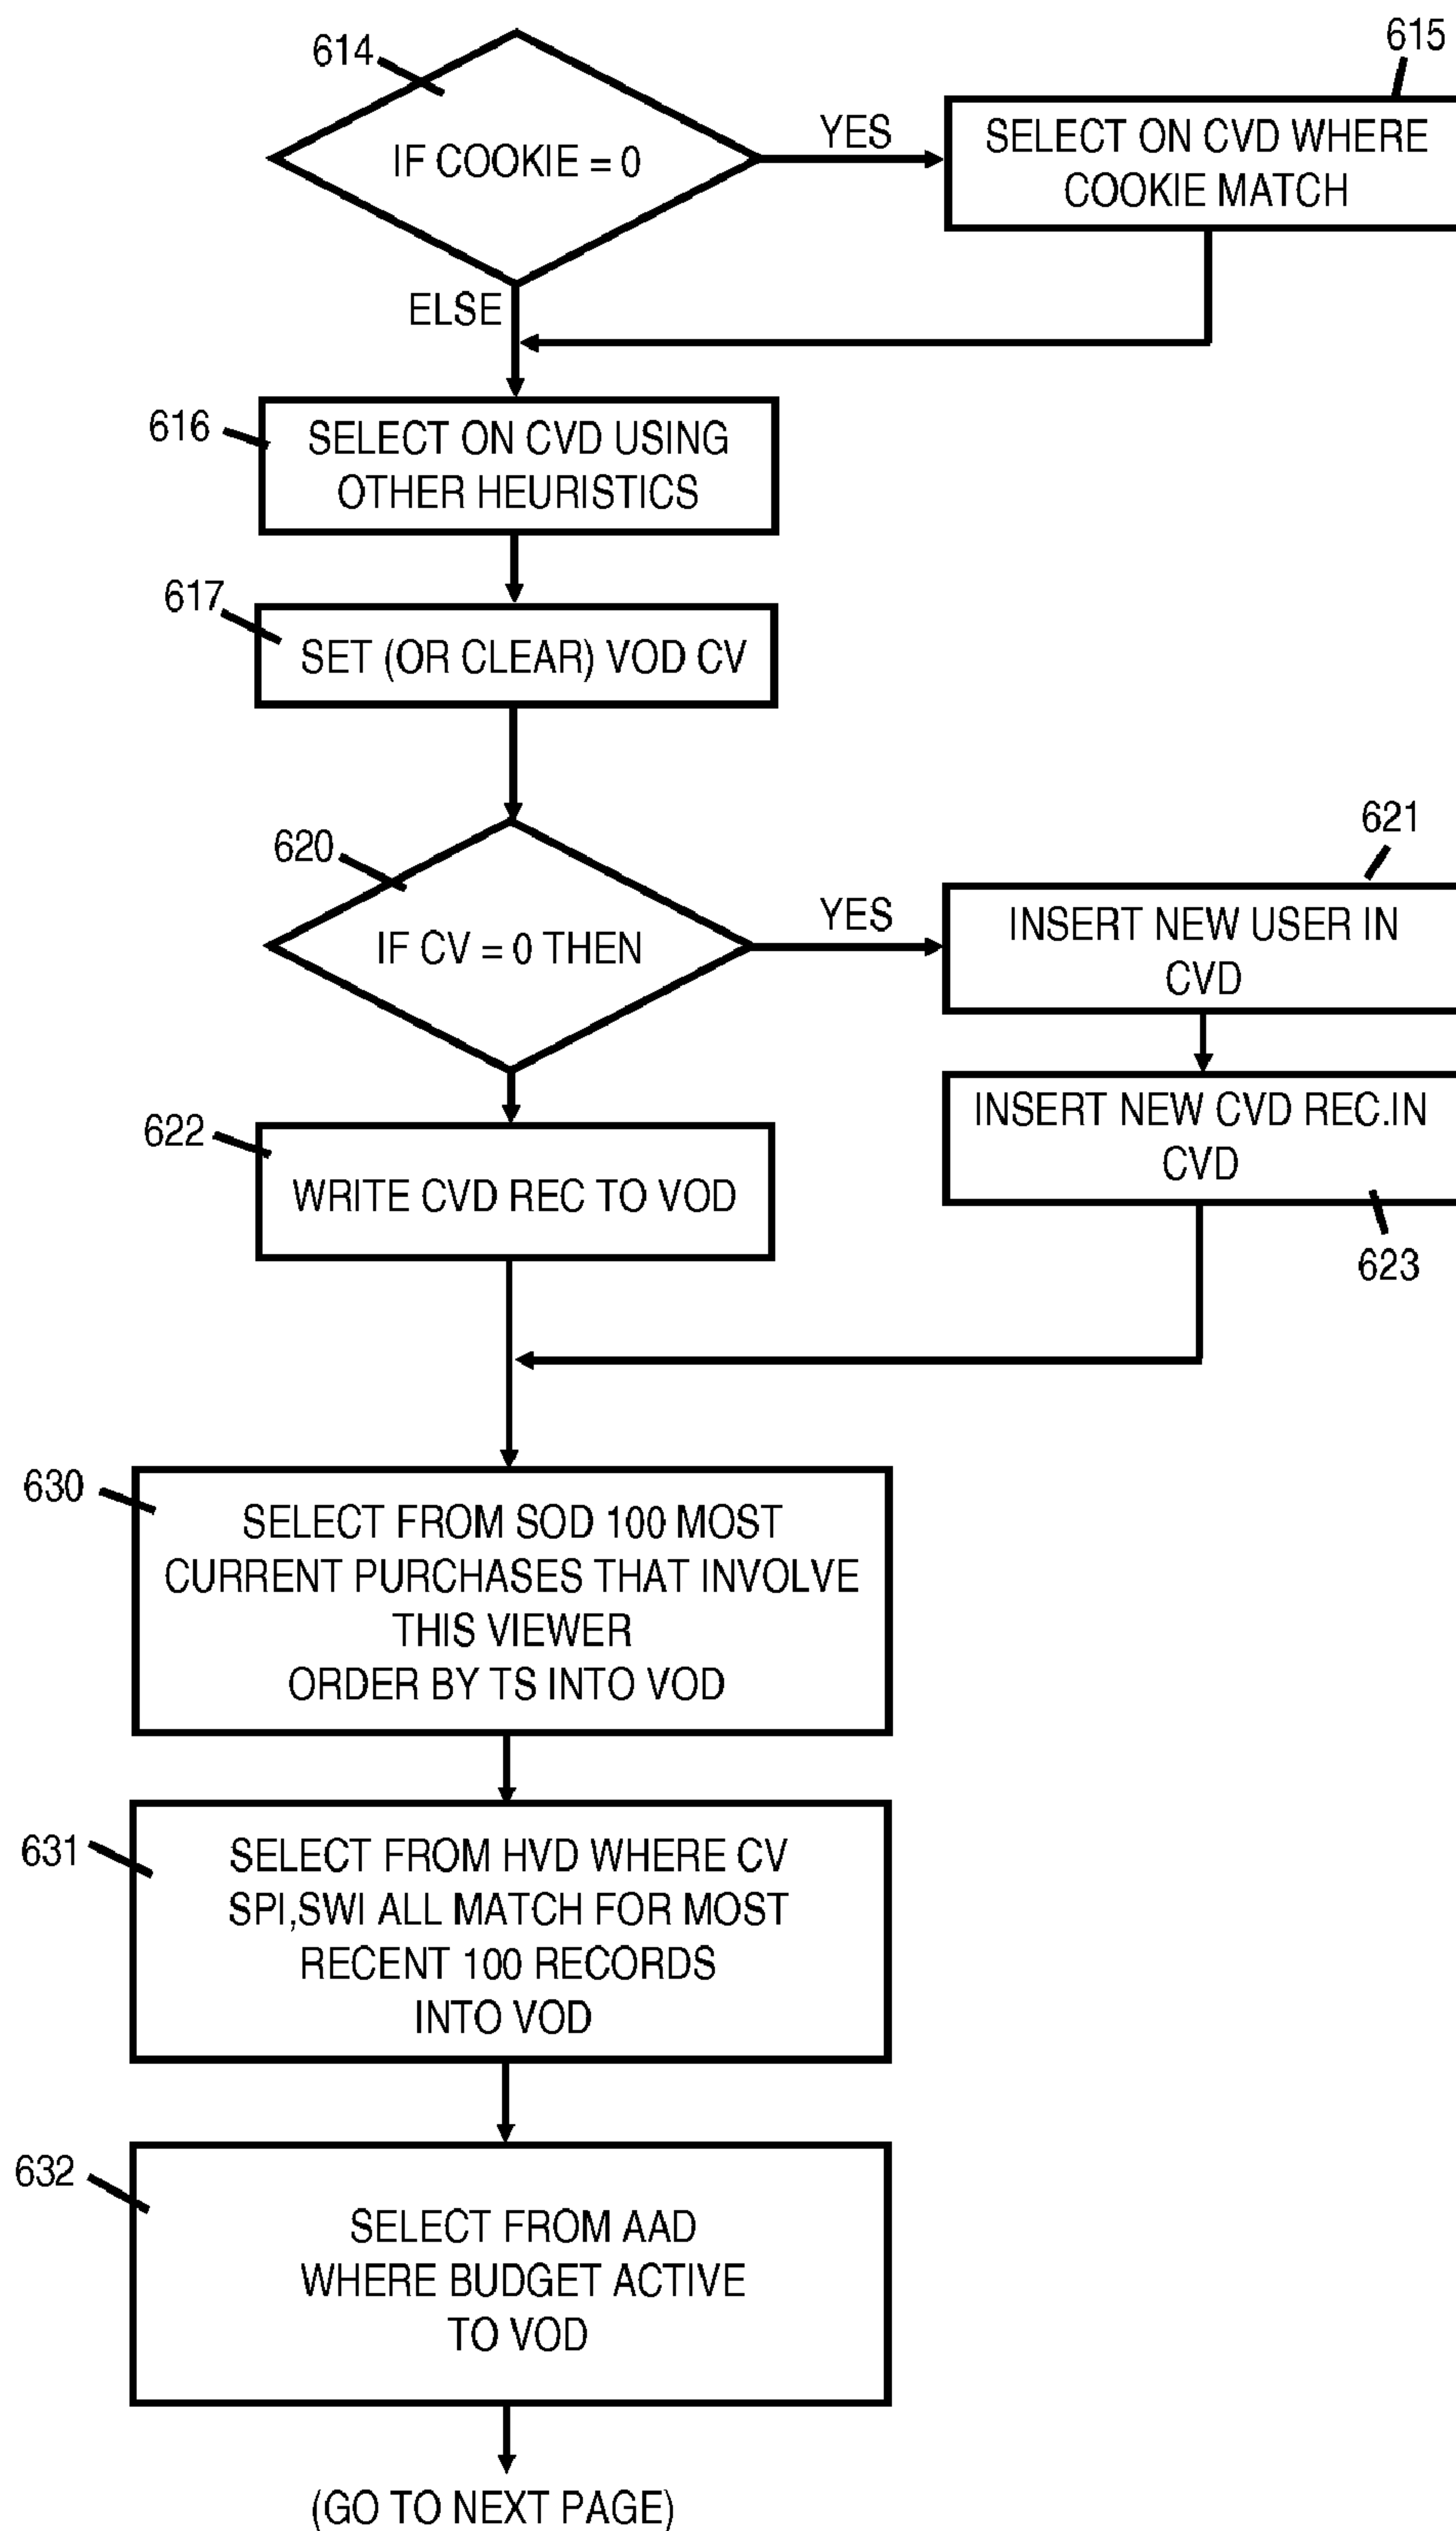 614
IF COOKIE = 0
YES
615
SELECT ON CVD WHERE
COOKIE MATCH
ELSE
616
SELECT ON CVD USING
OTHER HEURISTICS
617
SET (OR CLEAR) VOD CV
620
IF CV = 0 THEN
YES
621
INSERT NEW USER IN
CVD
INSERT NEW CVD REC.IN
CVD
623
622
WRITE CVD REC TO VOD
630
SELECT FROM SOD 100 MOST
CURRENT PURCHASES THAT INVOLVE
THIS VIEWER
ORDER BY TS INTO VOD
631
SELECT FROM HVD WHERE CV
SPI,SWI ALL MATCH FOR MOST
RECENT 100 RECORDS
INTO VOD
632
SELECT FROM AAD
WHERE BUDGET ACTIVE
TO VOD
(GO TO NEXT PAGE)